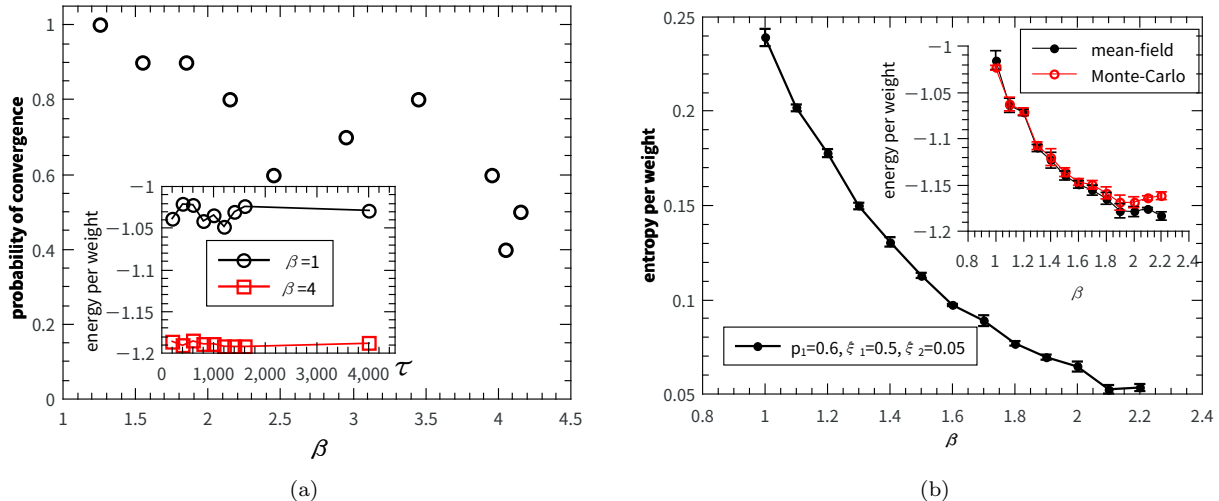 probability of convergence
1
0.8
0.6
0.4
0.2
0
1 1.5 2 2.5 3 3.5 4 4.5
β
energy per weight
−1
−1.05
−1.1
−1.15
−1.2
0 1,000 2,000 3,000 4,000
τ
β=1
β=4
(a)
entropy per weight
0.25
0.2
0.15
0.1
0.05
0.8 1 1.2 1.4 1.6 1.8 2 2.2 2.4
β
p1=0.6, ξ1=0.5, ξ2=0.05
energy per weight
−1
−1.05
−1.1
−1.15
−1.2
0.8 1 1.2 1.4 1.6 1.8 2 2.2 2.4
β
mean-field
Monte-Carlo
(b)